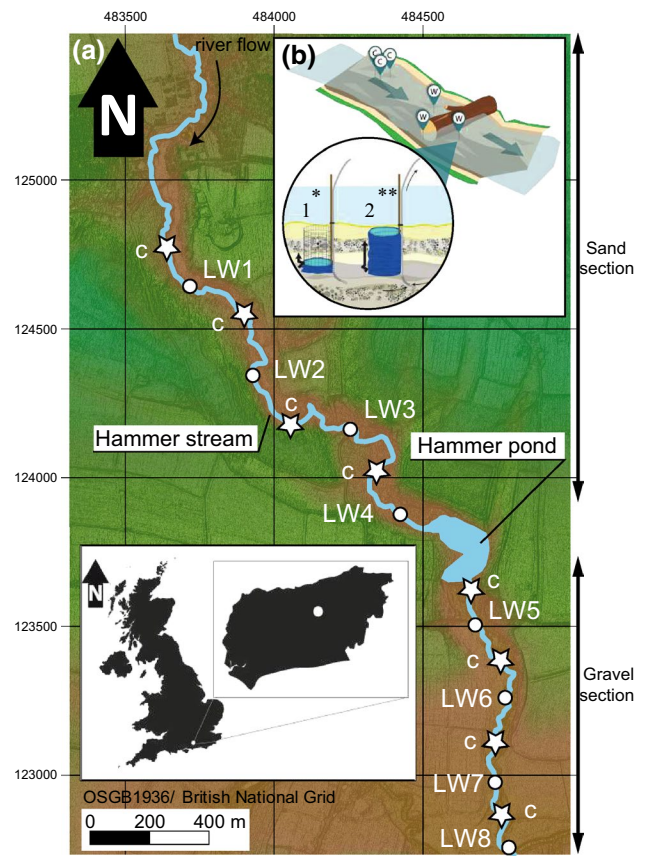 483500 484000 484500
(a)
river flow
N
(b)
C C
C
W
W W
1 * 2 **
125000
C
LW1
Sand
section
124500
C
LW2
C
LW3
Hammer stream
Hammer pond
124000
C
LW4
N
C
LW5
123500
C
Gravel
section
LW6
C
123000
LW7
C
OSGB1936/ British National Grid
0 200 400 m
LW8